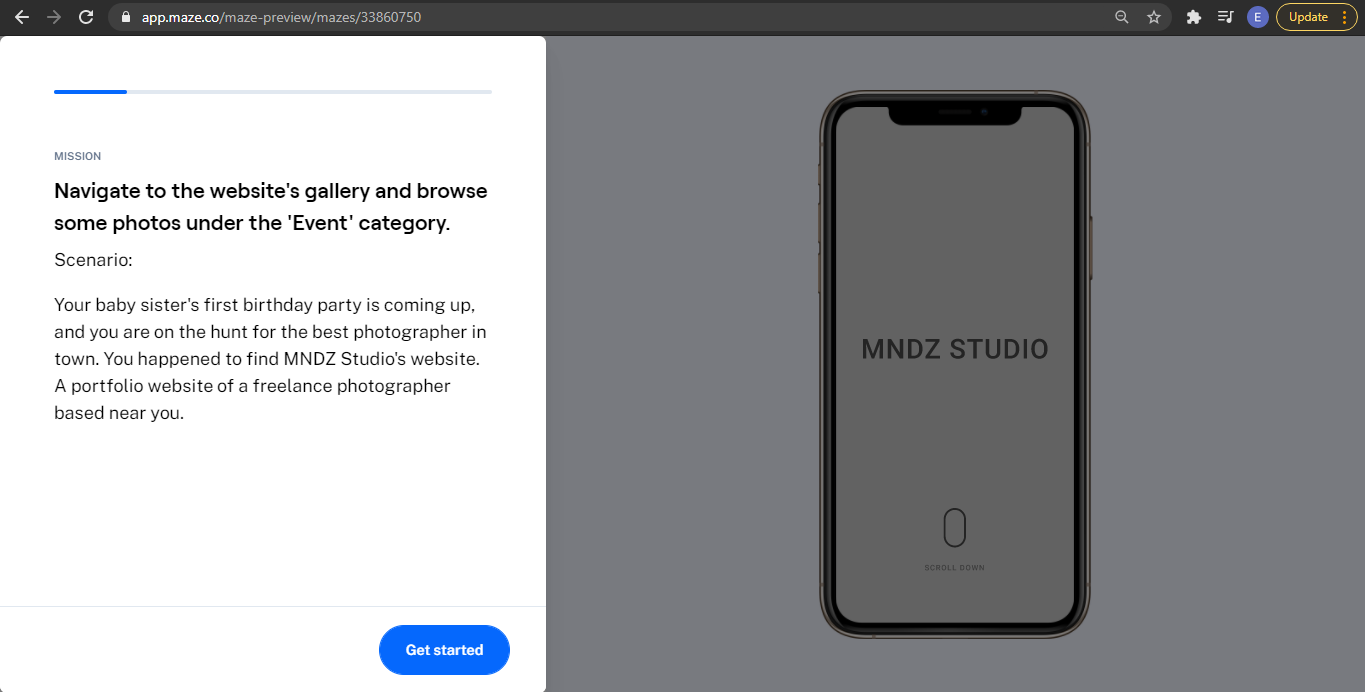 app.maze.co/maze-preview/mazes/33860750
E
Update
MISSION
Navigate to the website's gallery and browse
some photos under the 'Event' category.
Scenario:
Your baby sister's first birthday party is coming up,
and you are on the hunt for the best photographer in
town. You happened to find MNDZ Studio's website.
A portfolio website of a freelance photographer
based near you.
Get started
MNDZ STUDIO
SCROLL DOWN